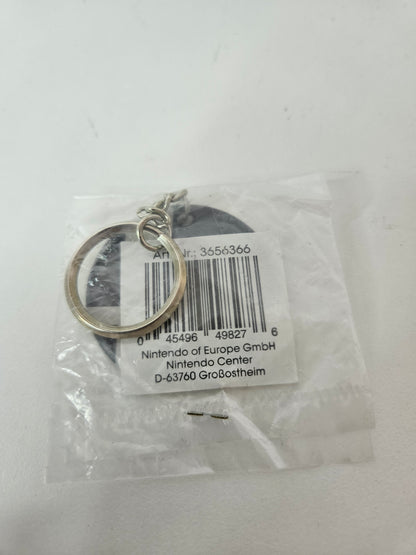 Art. Nr.: 3656366
0 45496 49827 6
Nintendo of Europe GmbH
Nintendo Center
D-63760 Großostheim